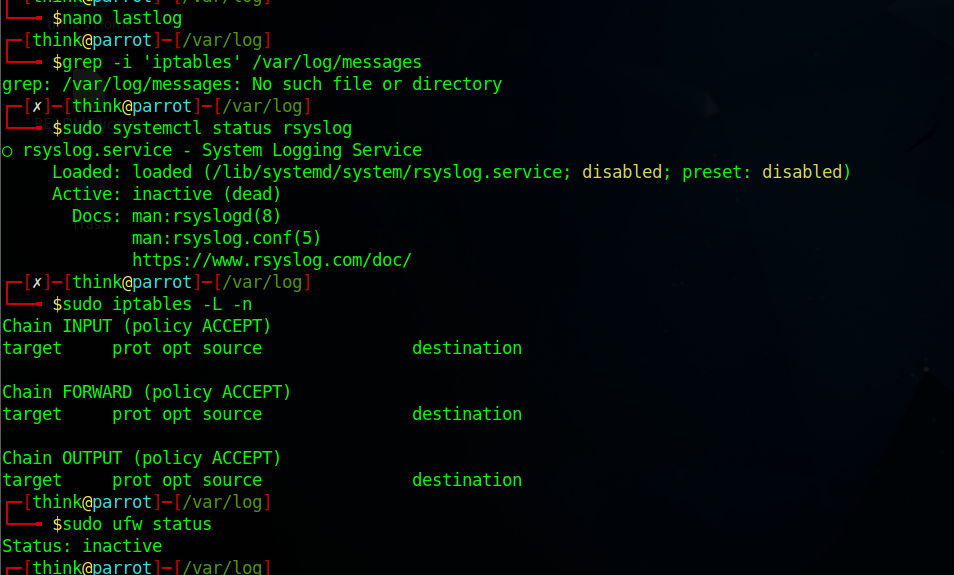 $nano lastlog
┌─[think@parrot]─[/var/log]
└──╼ $grep -i 'iptables' /var/log/messages
grep: /var/log/messages: No such file or directory
┌─[✗]─[think@parrot]─[/var/log]
└──╼ $sudo systemctl status rsyslog
○ rsyslog.service - System Logging Service
     Loaded: loaded (/lib/systemd/system/rsyslog.service; disabled; preset: disabled)
     Active: inactive (dead)
       Docs: man:rsyslogd(8)
             man:rsyslog.conf(5)
             https://www.rsyslog.com/doc/
┌─[✗]─[think@parrot]─[/var/log]
└──╼ $sudo iptables -L -n
Chain INPUT (policy ACCEPT)
target     prot opt source               destination
Chain FORWARD (policy ACCEPT)
target     prot opt source               destination
Chain OUTPUT (policy ACCEPT)
target     prot opt source               destination
┌─[think@parrot]─[/var/log]
└──╼ $sudo ufw status
Status: inactive
┌─[think@parrot]─[/var/log]
Trash